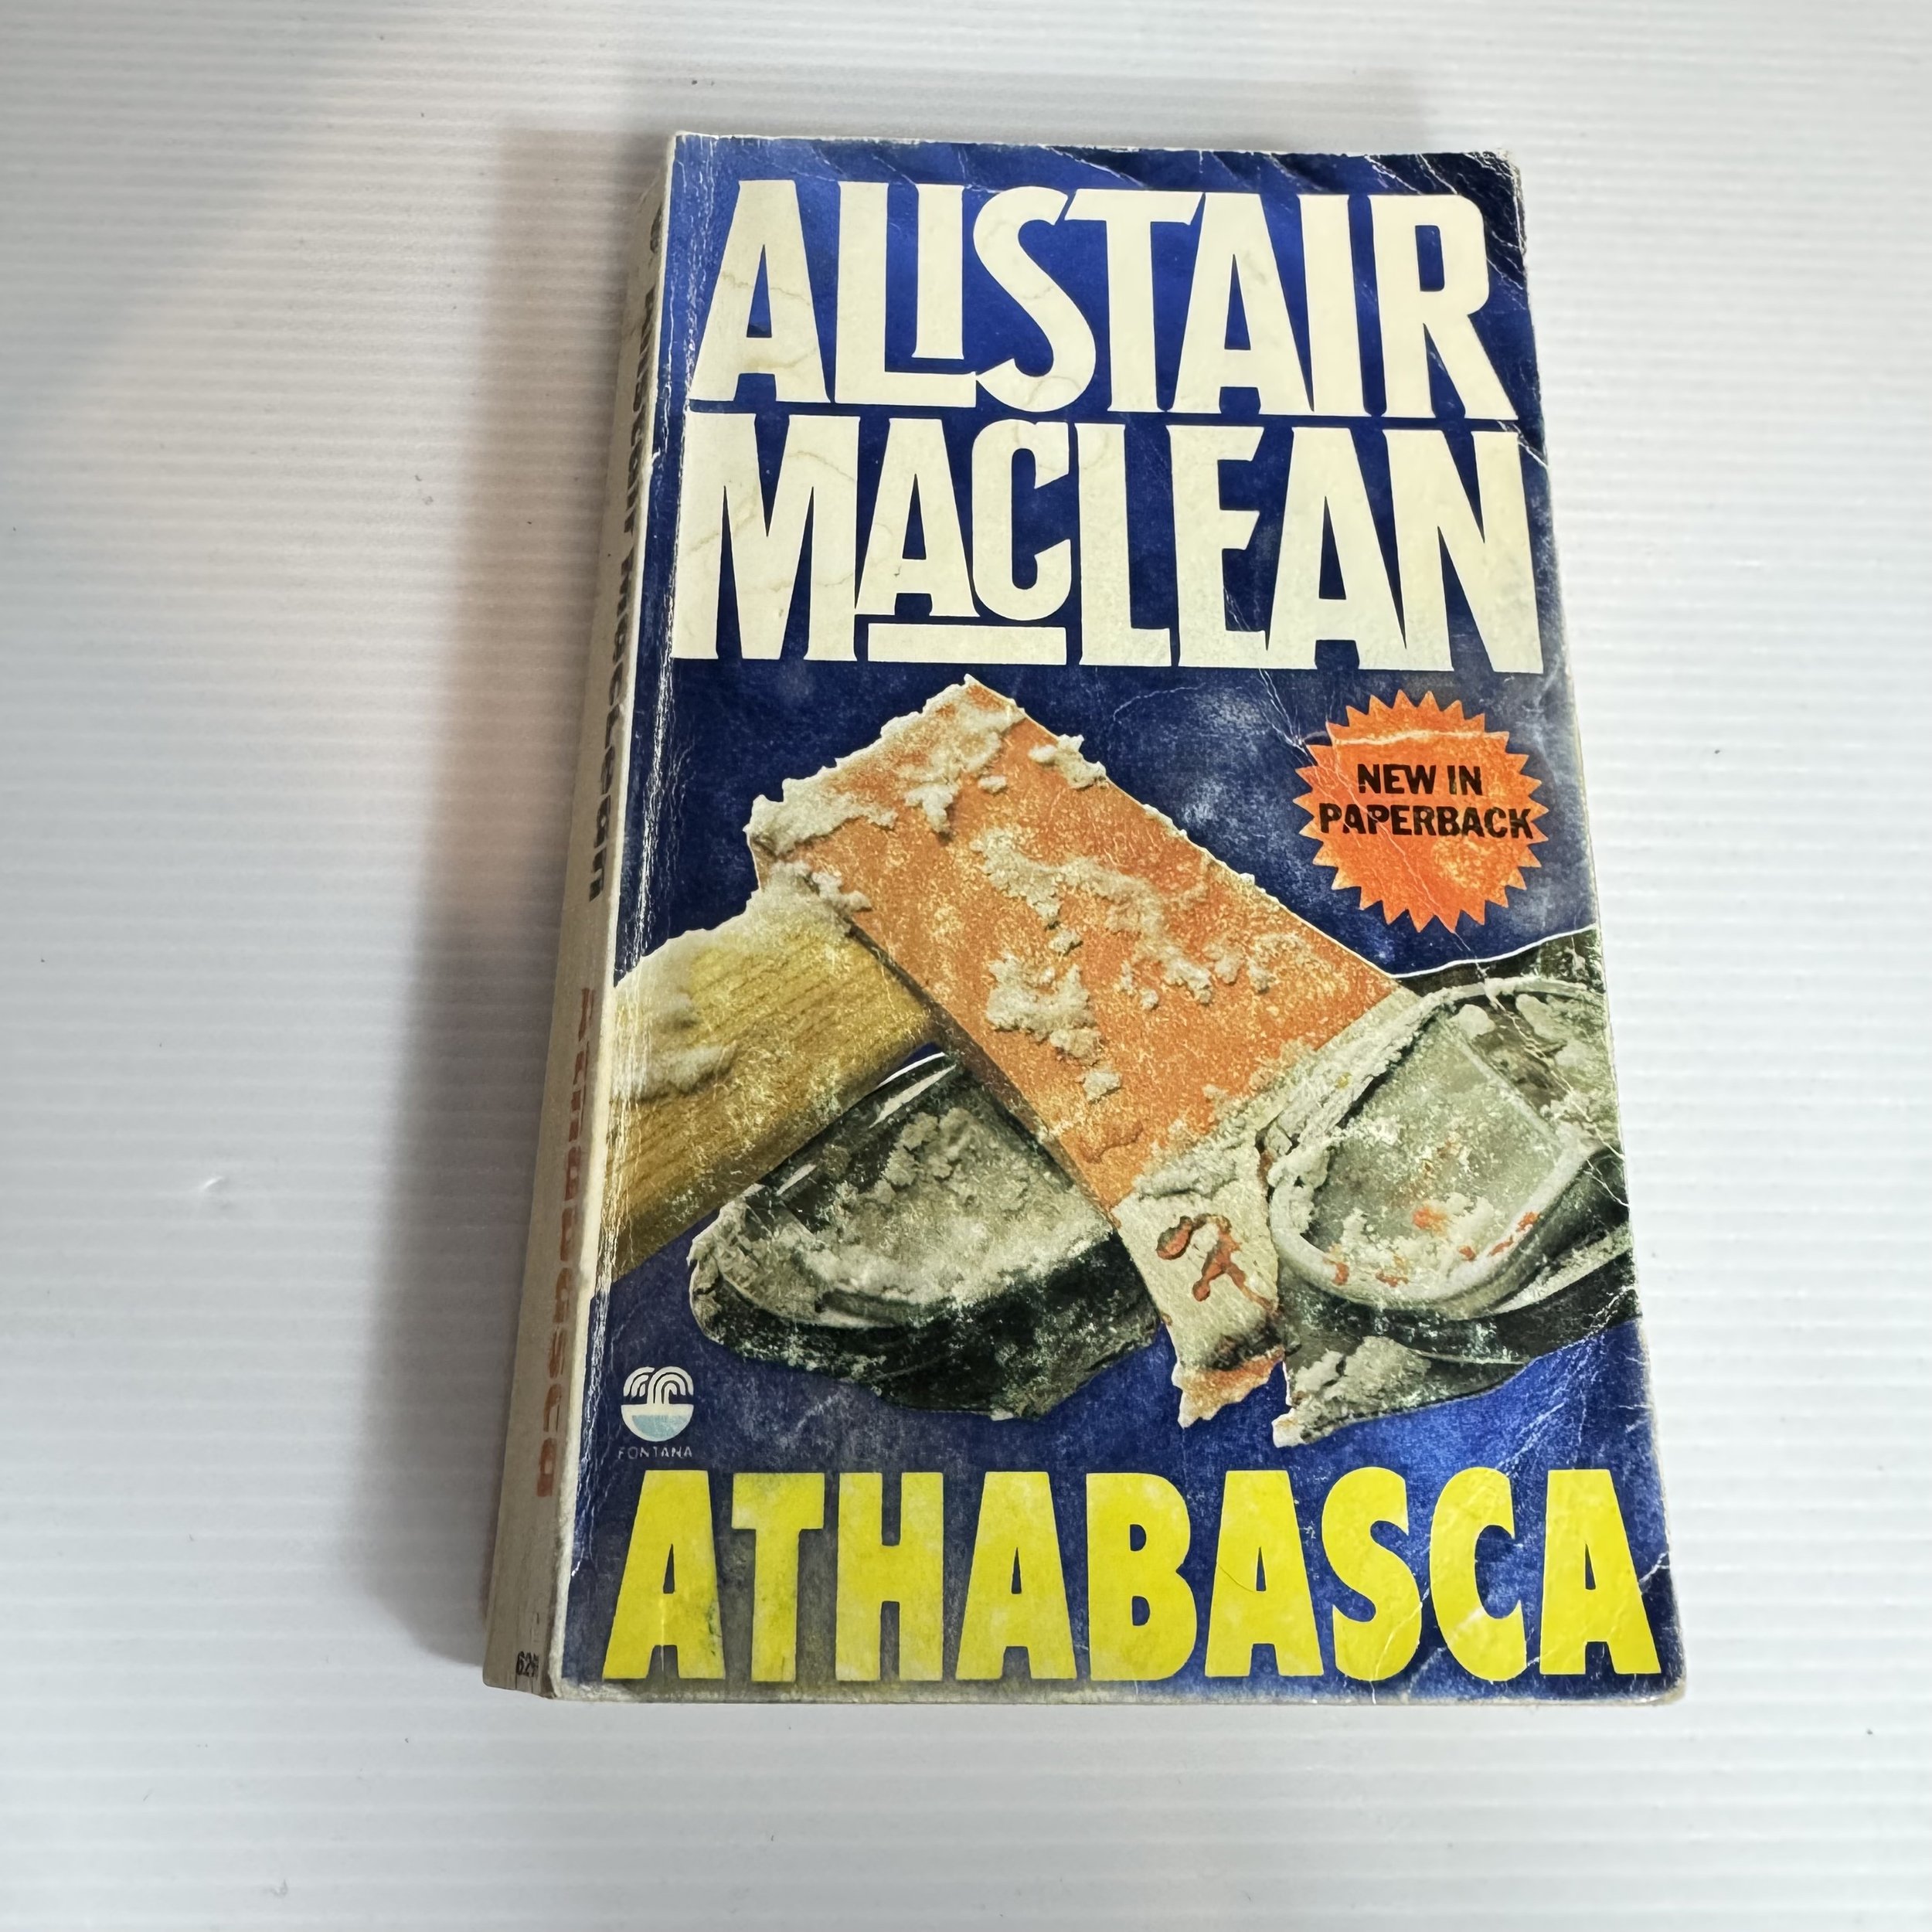 ALISTAIR
MACLEAN
NEW IN
PAPERBACK
FONTANA
ATHABASCA
Alistair MacLean
Athabasca